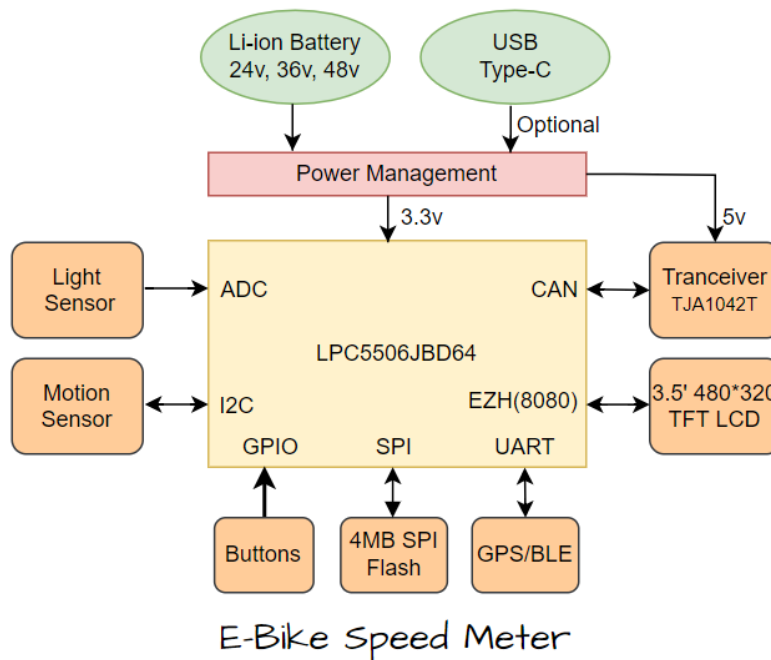 Li-ion Battery
24v, 36v, 48v
USB
Type-C
Optional
Power Management
3.3v
5v
Light
Sensor
ADC
CAN
Tranceiver
TJA1042T
LPC5506JBD64
Motion
Sensor
I2C
EZH(8080)
3.5' 480*320
TFT LCD
GPIO
SPI
UART
Buttons
4MB SPI
Flash
GPS/BLE
E-Bike Speed Meter